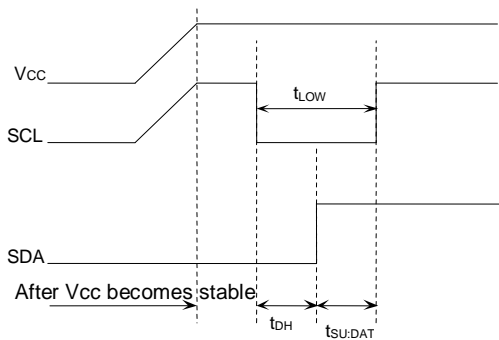 VCC
tLOW
SCL
SDA
After Vcc becomes stable
tDH
tSU:DAT